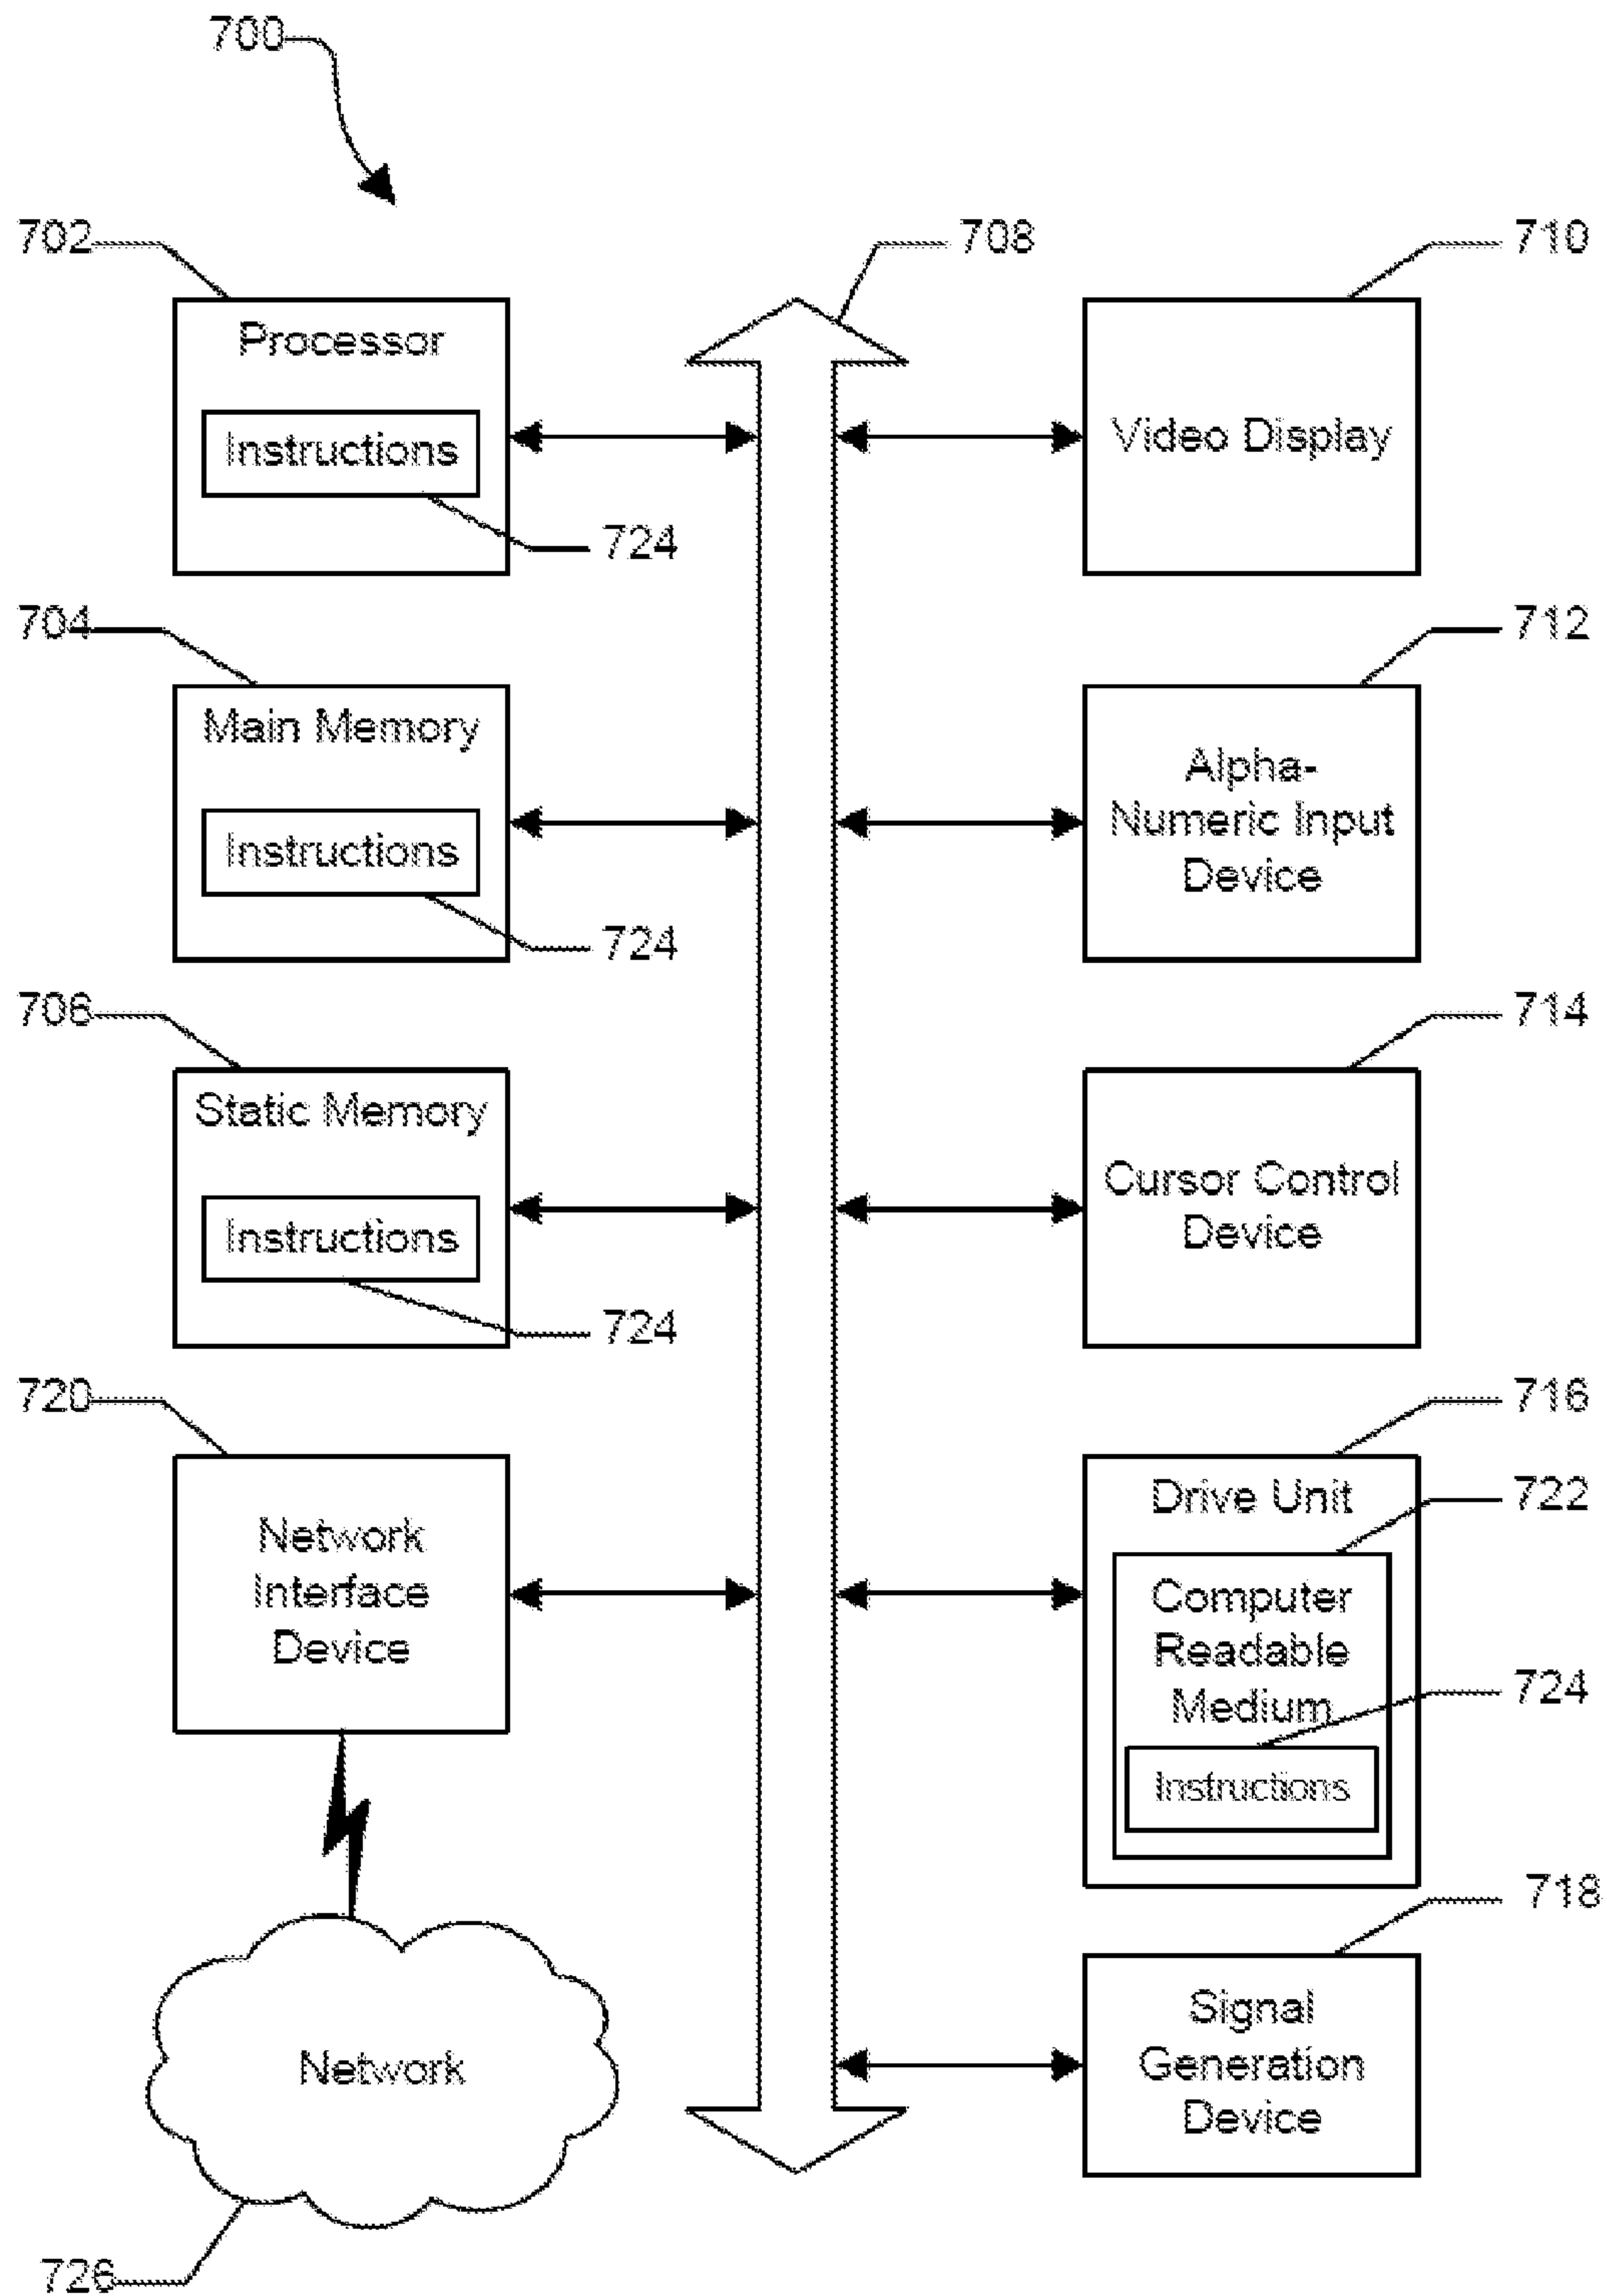 700
702
708
710
Processor
Instructions
724
Video Display
704
712
Main Memory
Instructions
724
Alpha-
Numeric Input
Device
706
714
Static Memory
Instructions
724
Cursor Control
Device
720
716
Network
Interface
Device
Drive Unit
722
Computer
Readable
Medium
724
Instructions
718
Signal
Generation
Device
Network
726